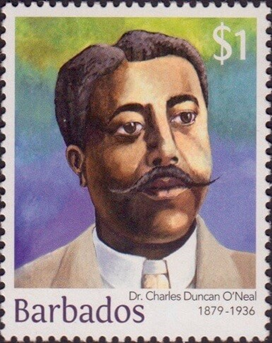 $1
Dr. Charles Duncan O'Neal
1879-1936
Barbados